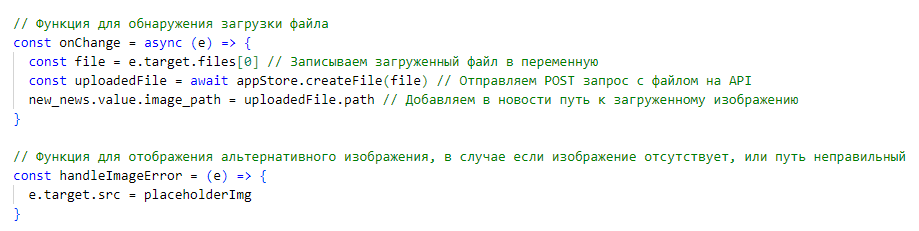 // Функция для обнаружения загрузки файла
const onChange = async (e) => {
  const file = e.target.files[0] // Записываем загруженный файл в переменную
  const uploadedFile = await appStore.createFile(file) // Отправляем POST запрос с файлом на API
  new_news.value.image_path = uploadedFile.path // Добавляем в новости путь к загруженному изображению
}

// Функция для отображения альтернативного изображения, в случае если изображение отсутствует, или путь неправильный
const handleImageError = (e) => {
  e.target.src = placeholderImg
}